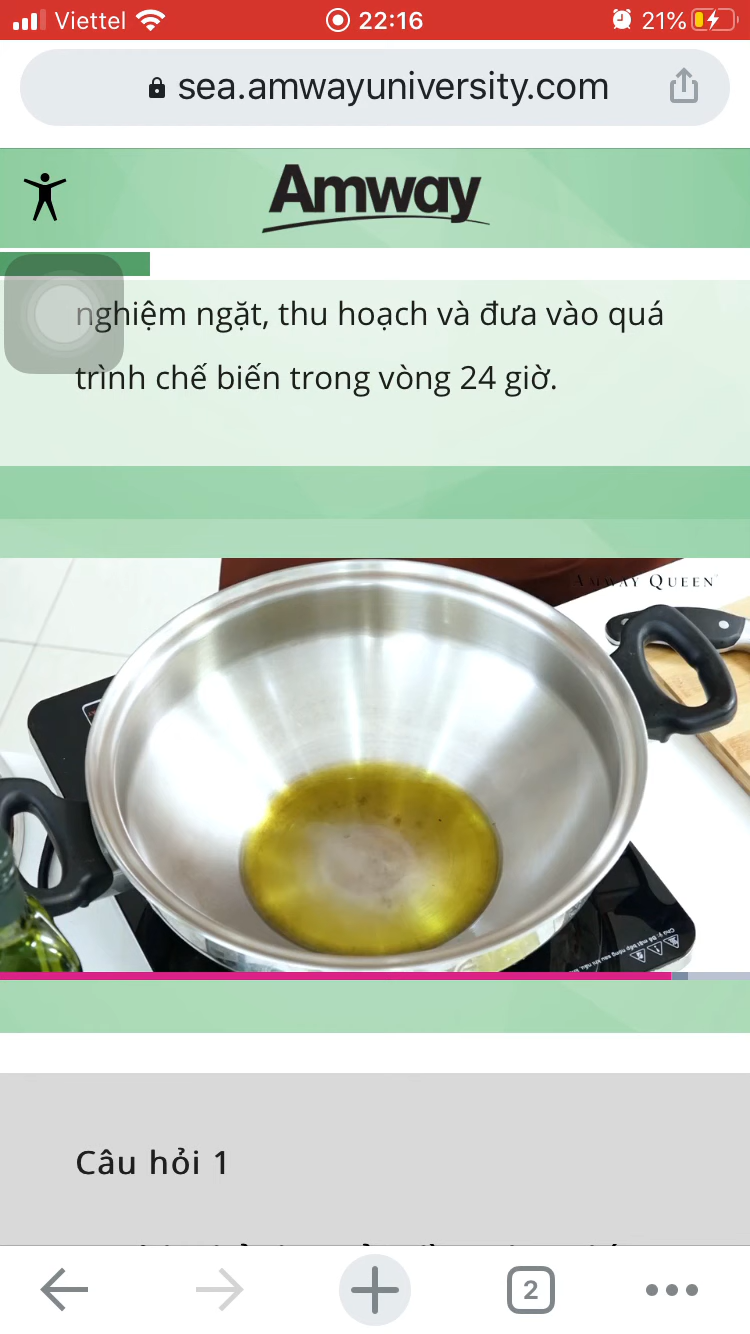 Viettel
22:16
21%
sea.amwayuniversity.com
Amway
nghiệm ngặt, thu hoạch và đưa vào quá
trình chế biến trong vòng 24 giờ.
AMWAY QUEEN
Câu hỏi 1
2